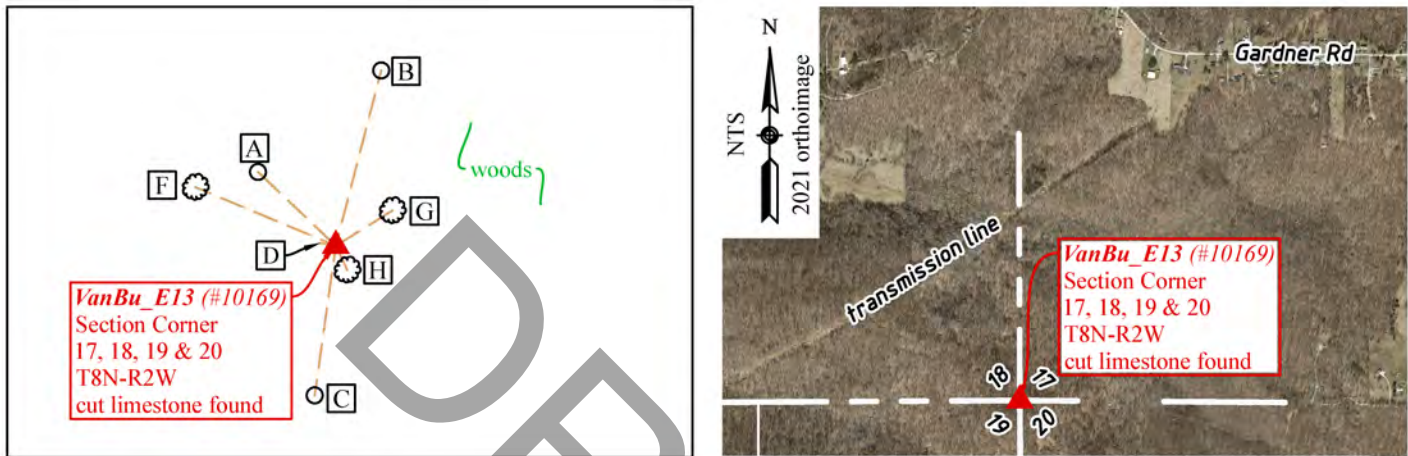 B
A
F
woods
G
D
H
VanBu_E13 (#10169)
Section Corner
17, 18, 19 & 20
T8N-R2W
cut limestone found
C
N
NTS
2021 orthoimage
Gardner Rd
transmission line
VanBu_E13 (#10169)
Section Corner
17, 18, 19 & 20
T8N-R2W
cut limestone found
18 17
19 20